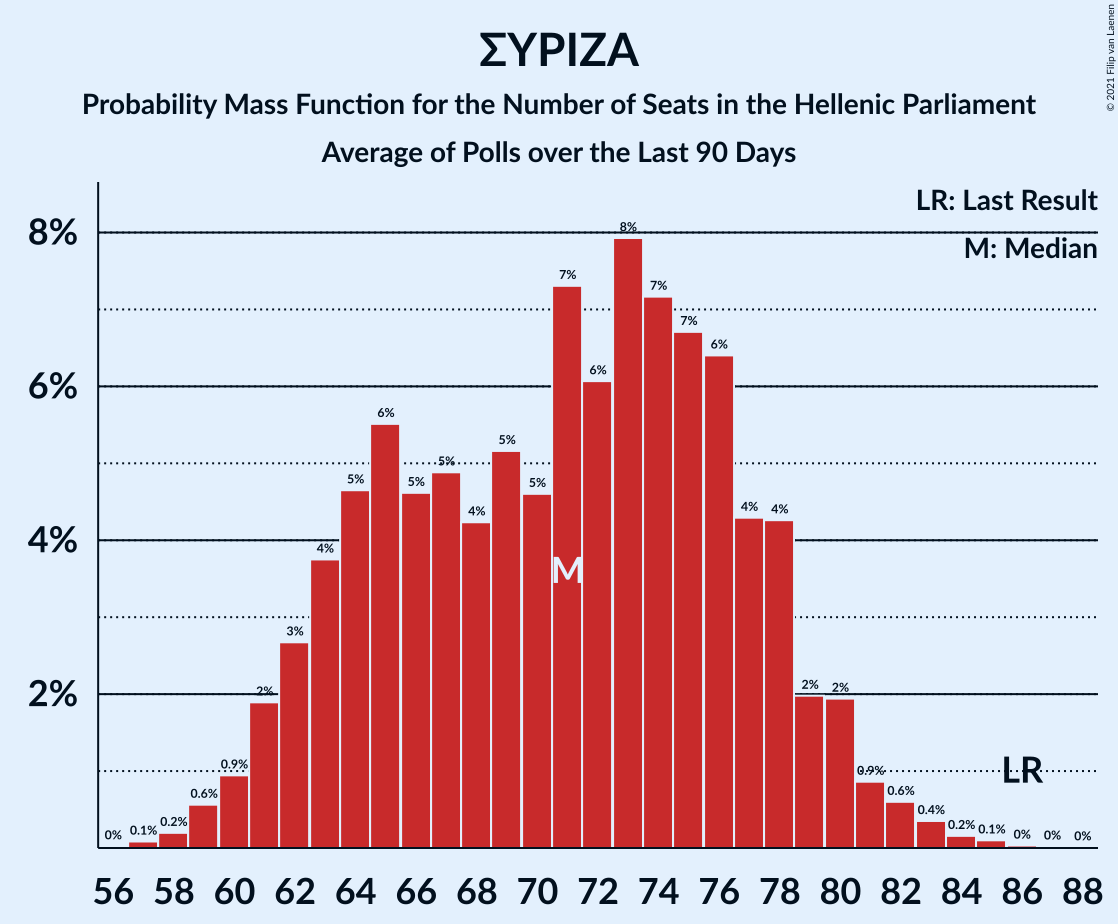 ΣΥΡΙΖΑ
Probability Mass Function for the Number of Seats in the Hellenic Parliament
Average of Polls over the Last 90 Days
© 2021 Filip van Laenen
LR: Last Result
M: Median
8%
6%
4%
2%
0% 0.1% 0.2% 0.6% 0.9% 2% 3% 4% 5% 6% 5% 5% 4% 5% 5% 7% 6% 8% 7% 7% 6% 4% 4% 2% 2% 0.9% 0.6% 0.4% 0.2% 0.1% 0% 0% 0%
M
LR
56 58 60 62 64 66 68 70 72 74 76 78 80 82 84 86 88